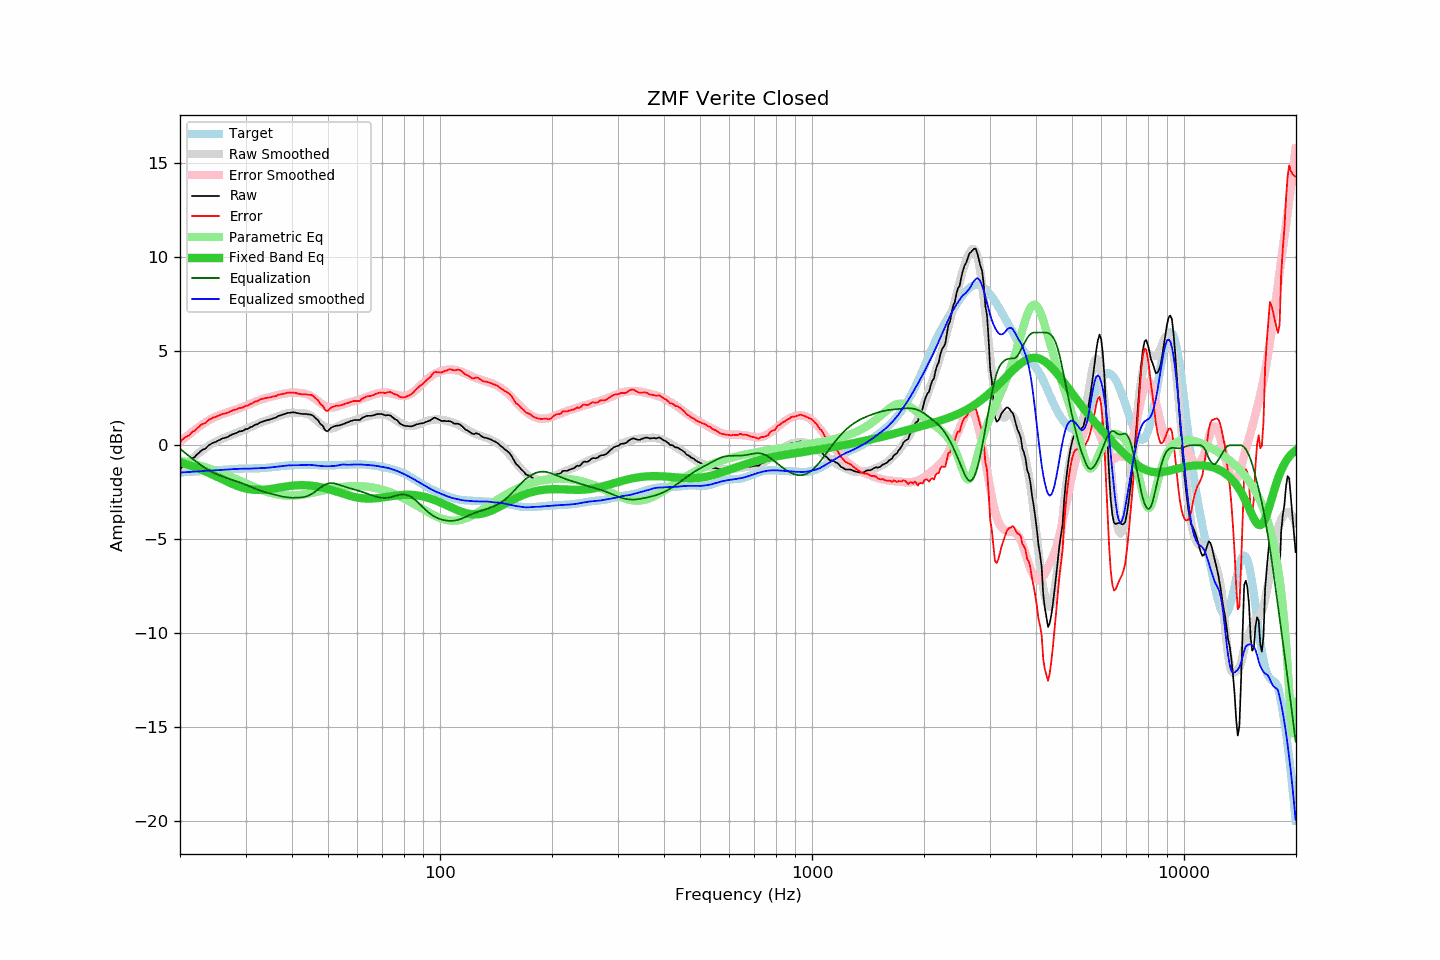 ZMF Verite Closed
Target
Raw Smoothed
Error Smoothed
Raw
Error
Parametric Eq
Fixed Band Eq
Equalization
Equalized smoothed
15
10
5
0
−5
−10
−15
−20
Amplitude (dBr)
100
1000
10000
Frequency (Hz)